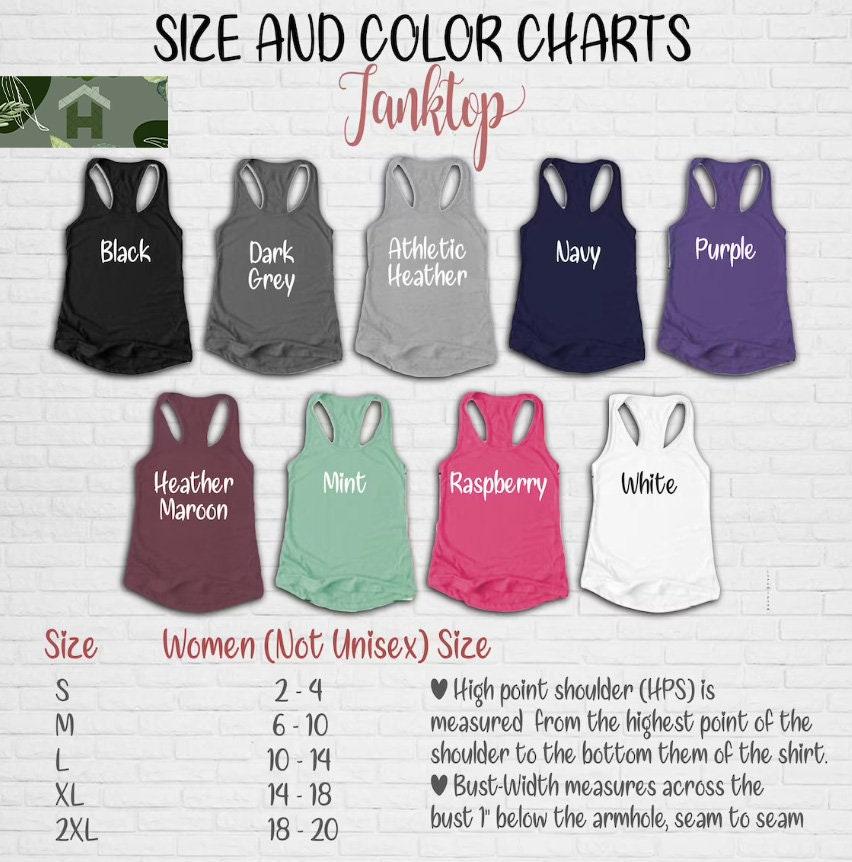 SIZE AND COLOR CHARTS
Tanktop
H
Black
Dark
Grey
Athletic
Heather
Navy
Purple
Heather
Maroon
Mint
Raspberry
White
Size Women (Not Unisex) Size
S 2 - 4
M 6 - 10
L 10 - 14
XL 14 - 18
2XL 18 - 20
High point shoulder (HPS) is
measured from the highest point of the
shoulder to the bottom them of the shirt.
Bust-Width measures across the
bust 1" below the armhole, seam to seam